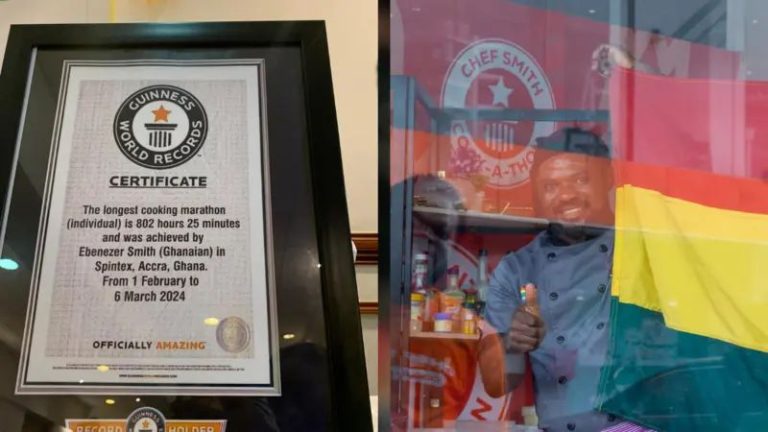 GUINNESS
WORLD RECORDS
CERTIFICATE
The longest cooking marathon
(individual) is 802 hours 25 minutes
and was achieved by
Ebenezer Smith (Ghanaian) in
Spintex, Accra, Ghana.
From 1 February to
6 March 2024
OFFICIALLY AMAZING
RECORD HOLDER
CHEF SMITH
COOK-A-THON